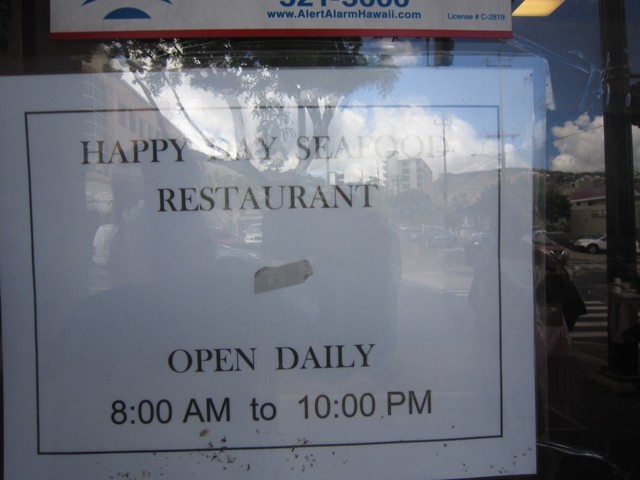 www.AlertAlarmHawaii.com
License # C-2819
HAPPY DAY SEAFOOD
RESTAURANT
OPEN DAILY
8:00 AM to 10:00 PM